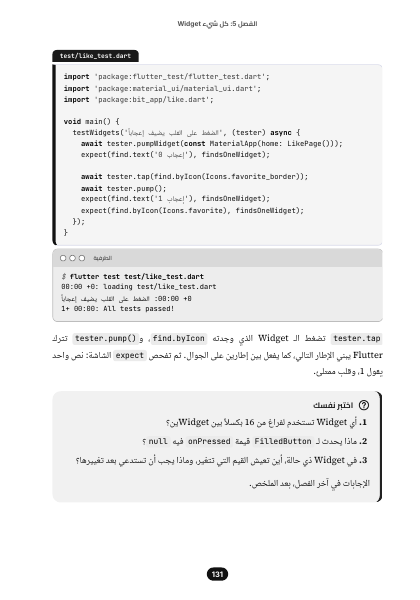 الفصل 5: كل شيء Widget
test/like_test.dart
import 'package:flutter_test/flutter_test.dart';
import 'package:material_ui/material_ui.dart';
import 'package:bit_app/like.dart';
void main() {
testWidgets('الضغط على القلب يضيف إعجاباً', (tester) async {
await tester.pumpWidget(const MaterialApp(home: LikePage()));
expect(find.text('0 إعجاب'), findsOneWidget);
await tester.tap(find.byIcon(Icons.favorite_border));
await tester.pump();
expect(find.text('1 إعجاب'), findsOneWidget);
expect(find.byIcon(Icons.favorite), findsOneWidget);
});
}
الطرفية
$ flutter test test/like_test.dart
00:00 +0: loading test/like_test.dart
00:00 +0: الضغط على القلب يضيف إعجاباً
00:00 +1: All tests passed!
tester.tap تضغط الـ Widget الذي وجدته find.byIcon، و tester.pump() تترك
Flutter يبني الإطار التالي، كما يفعل بين إطارين على الجوال. ثم تفحص expect الشاشة: نص واحد
يقول 1، وقلب ممتلئ.
اختبر نفسك
1. أي Widget تستخدم لفراغ من 16 بكسلاً بين Widgetين؟
2. ماذا يحدث لـ FilledButton قيمة onPressed فيه null ؟
3. في Widget ذي حالة، أين تعيش القيم التي تتغير، وماذا يجب أن تستدعي بعد تغييرها؟
الإجابات في آخر الفصل، بعد الملخص.
131